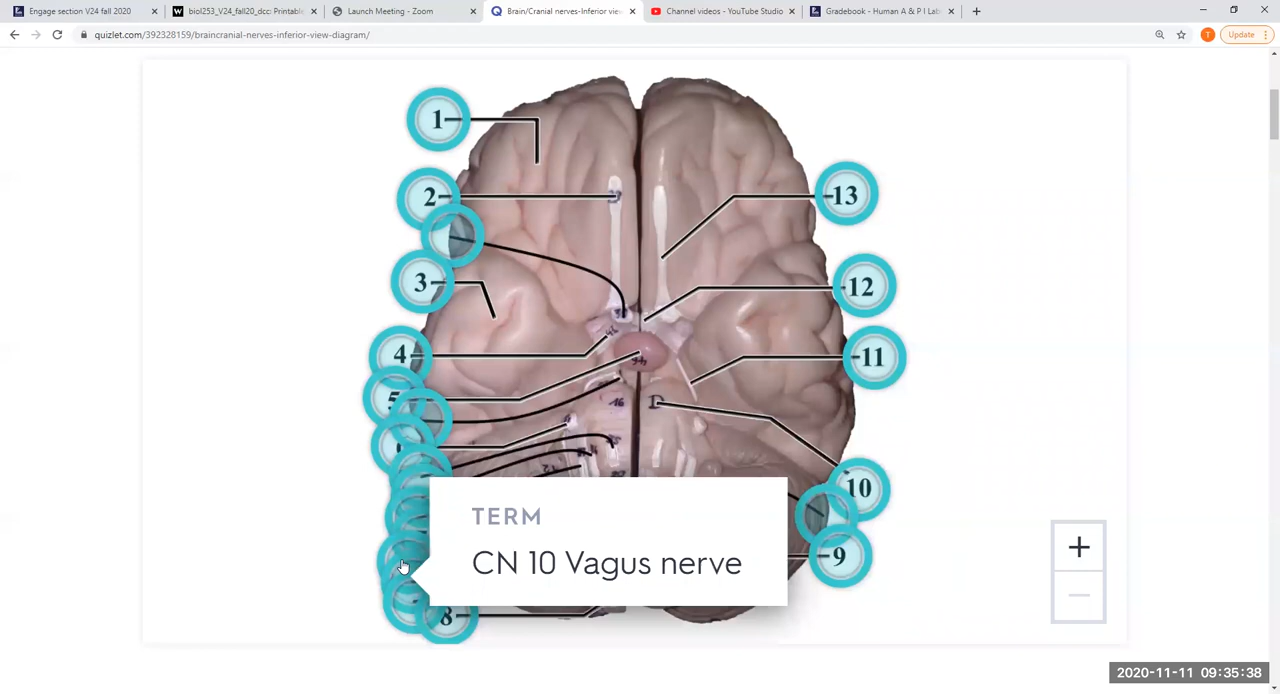 Engage section V24 fall 2020
biol253_V24_fall20_dcc: Printable
Launch Meeting - Zoom
Brain/Cranial nerves-Inferior view
Channel videos - YouTube Studio
Gradebook - Human A & P I Lab
quizlet.com/392328159/braincranial-nerves-inferior-view-diagram/
T
Update
1
2
13
3
12
4
11
5
16
10
TERM
CN 10 Vagus nerve
9
8
2020-11-11 09:35:38